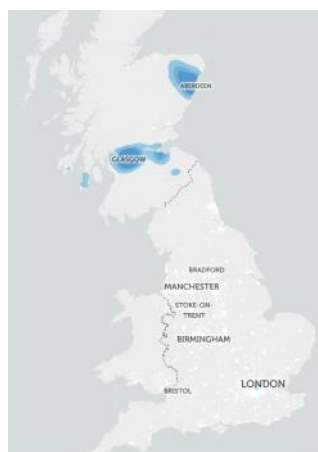 ABERDEEN
GLASGOW
BRADFORD
MANCHESTER
STOKE-ON-
TRENT
BIRMINGHAM
LONDON
BRISTOL